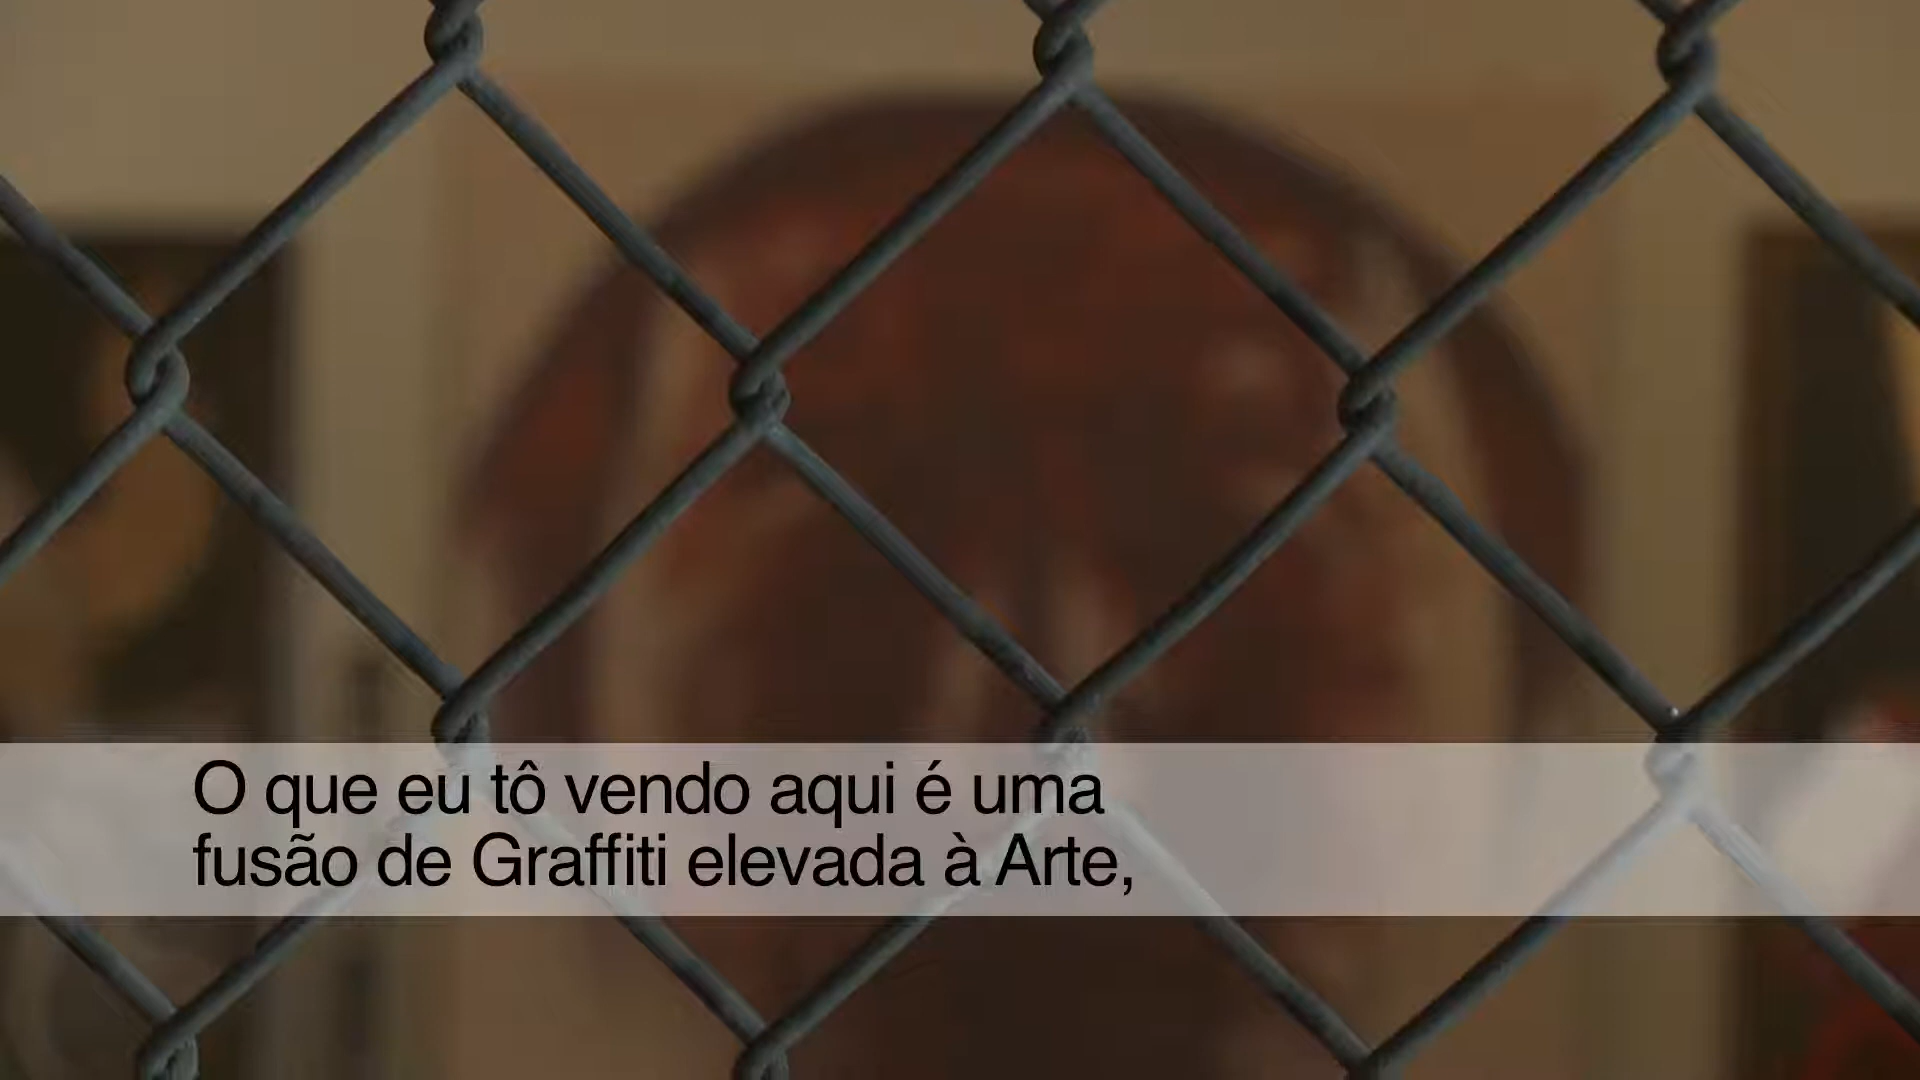 O que eu tô vendo aqui é uma
fusão de Graffiti elevada à Arte,